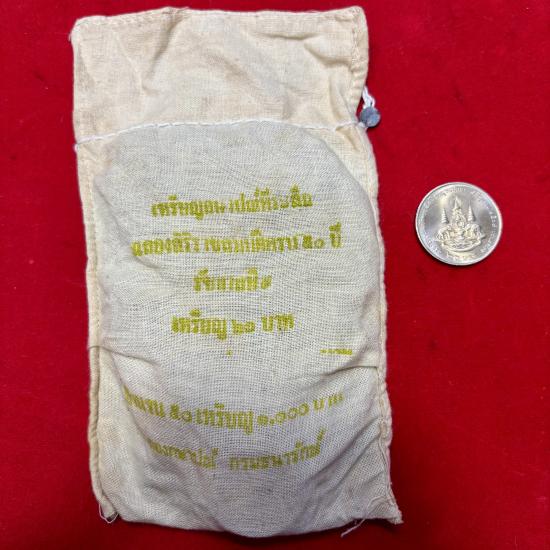 เหรียญกษาปณ์ที่ระลึก
ฉลองสิริราชสมบัติครบ ๕๐ ปี
รัชกาลที่ ๙
เหรียญ ๒๐ บาท
จำนวน ๕๐ เหรียญ ๑,๐๐๐ บาท
กองกษาปณ์ กรมธนารักษ์